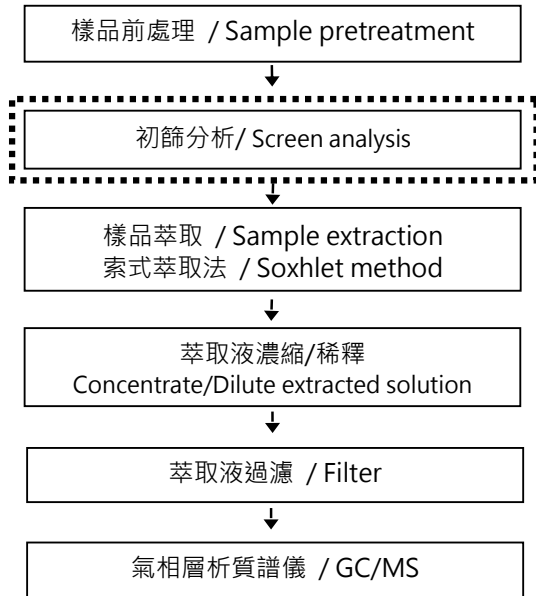 樣品前處理 / Sample pretreatment
初篩分析/ Screen analysis
樣品萃取 / Sample extraction
索式萃取法 / Soxhlet method
萃取液濃縮/稀釋
Concentrate/Dilute extracted solution
萃取液過濾 / Filter
氣相層析質譜儀 / GC/MS